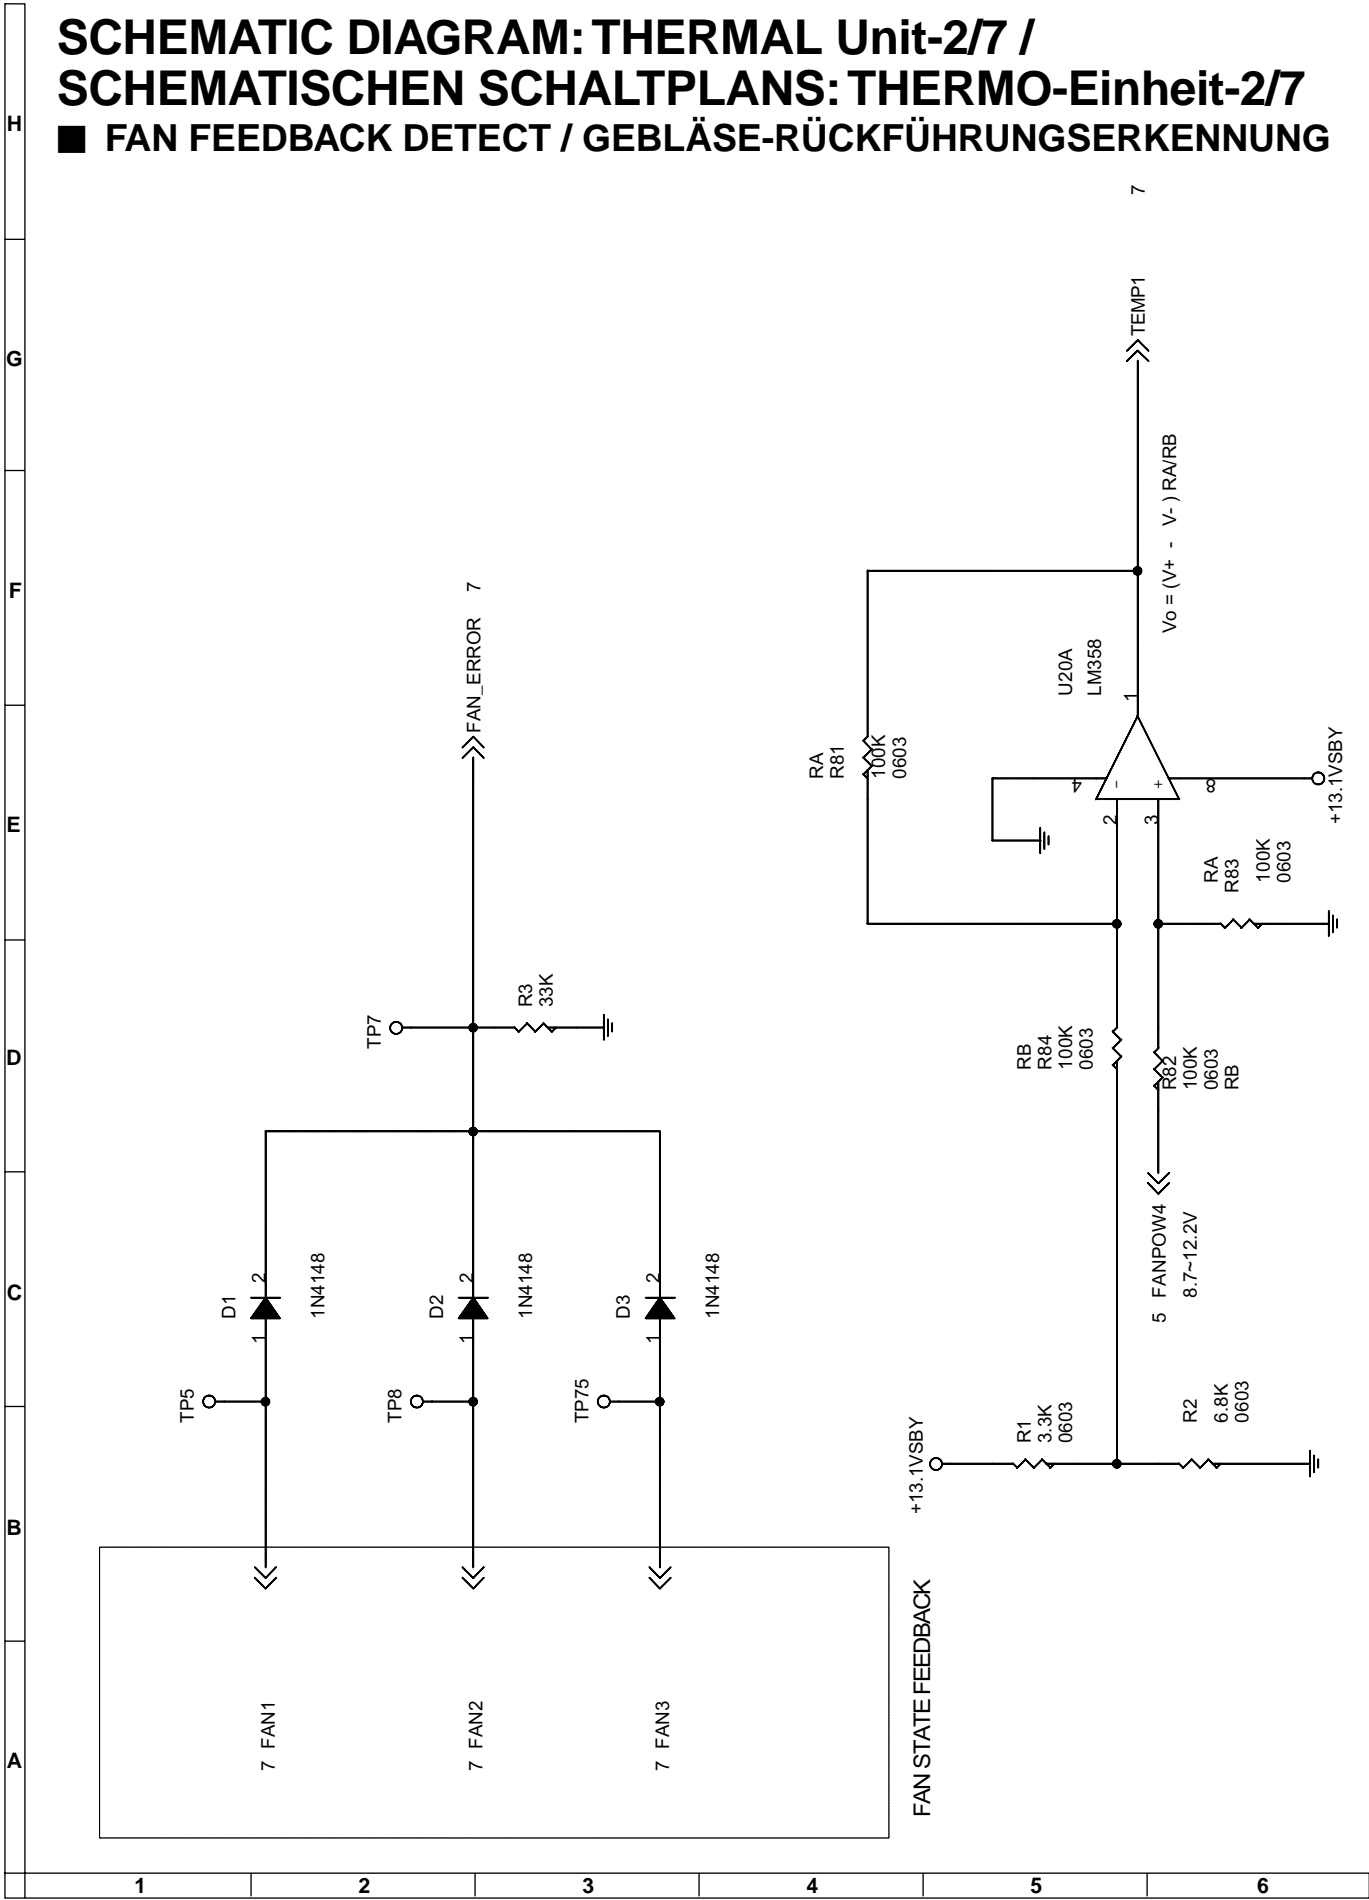 SCHEMATIC DIAGRAM: THERMAL Unit-2/7 /
SCHEMATISCHEN SCHALTPLANS: THERMO-Einheit-2/7
■ FAN FEEDBACK DETECT / GEBLÄSE-RÜCKFÜHRUNGSERKENNUNG
H
G
F
E
D
C
B
A
1
2
3
4
5
6
7 FAN1
7 FAN2
7 FAN3
FAN STATE FEEDBACK
TP5
D1
1
2
1N4148
TP8
D2
1
2
1N4148
TP75
D3
1
2
1N4148
TP7
R3
33K
FAN_ERROR 7
+13.1VSBY
R1
3.3K
0603
R2
6.8K
0603
5 FANPOW4
8.7~12.2V
RB
R84
100K
0603
R82
100K
0603
RB
RA
R81
100K
0603
RA
R83
100K
0603
2
3
4
8
-
+
1
U20A
LM358
+13.1VSBY
Vo = (V+ - V- ) RA/RB
TEMP1
7